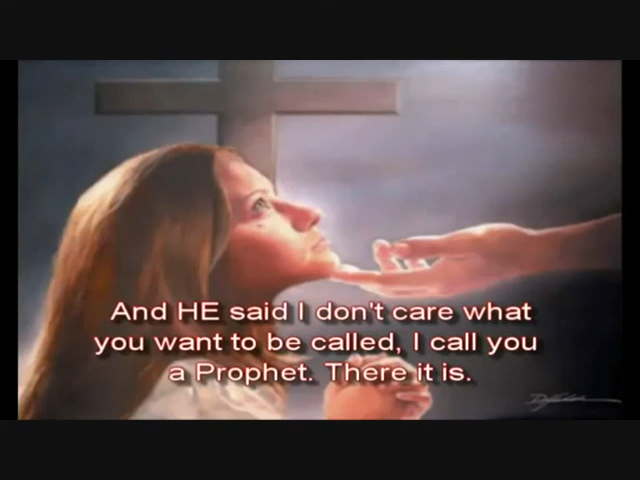 And HE said I don't care what
you want to be called, I call you
a Prophet. There it is.